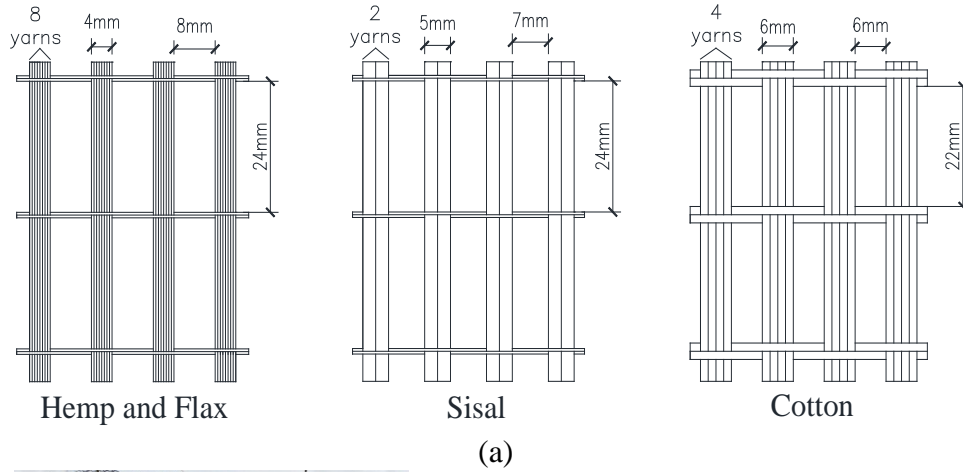 8
yarns
4mm
8mm
24mm
Hemp and Flax
2
yarns
5mm
7mm
24mm
Sisal
4
yarns
6mm
6mm
22mm
Cotton
(a)